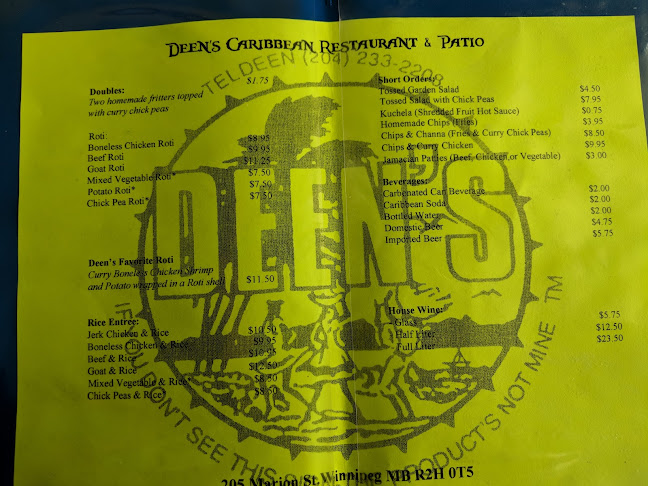 DEEN'S CARIBBEAN RESTAURANT & PATIO
TELDEEN (204) 233-2208
Doubles: $1.75
Two homemade fritters topped
with curry chick peas
Roti:
Boneless Chicken Roti $8.95
Beef Roti $9.95
Goat Roti $11.25
Mixed Vegetable Roti* $7.50
Potato Roti* $7.50
Chick Pea Roti* $7.50
Deen's Favorite Roti
Curry Boneless Chicken Shrimp
and Potato wrapped in a Roti shell $11.50
Rice Entree:
Jerk Chicken & Rice $10.50
Boneless Chicken & Rice $9.95
Beef & Rice $10.95
Goat & Rice $12.50
Mixed Vegetable & Rice* $8.50
Chick Peas & Rice* $8.50
Short Orders:
Tossed Garden Salad $4.50
Tossed Salad with Chick Peas $7.95
Kuchela (Shredded Fruit Hot Sauce) $0.75
Homemade Chips (Fries) $3.95
Chips & Channa (Fries & Curry Chick Peas) $8.50
Chips & Curry Chicken $9.95
Jamacian Patties (Beef, Chicken,or Vegetable) $3.00
Beverages:
Carbonated Can Beverage $2.00
Caribbean Soda $2.00
Bottled Water $2.00
Domestic Beer $4.75
Imported Beer $5.75
House Wine:
- Glass $5.75
- Half Liter $12.50
- Full Liter $23.50
DEEN'S
IF YOU DON'T SEE THIS PRODUCT'S NOT MINE TM
205 Marion St.Winnipeg MB R2H 0T5